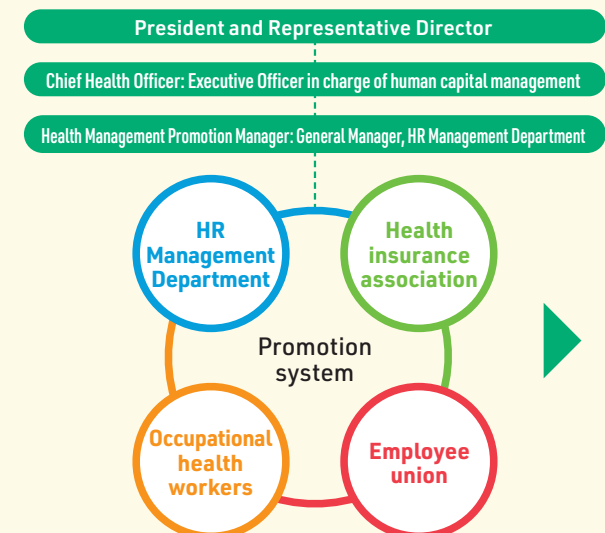 President and Representative Director
Chief Health Officer: Executive Officer in charge of human capital management
Health Management Promotion Manager: General Manager, HR Management Department
HR
Management
Department
Health
insurance
association
Promotion
system
Occupational
health
workers
Employee
union